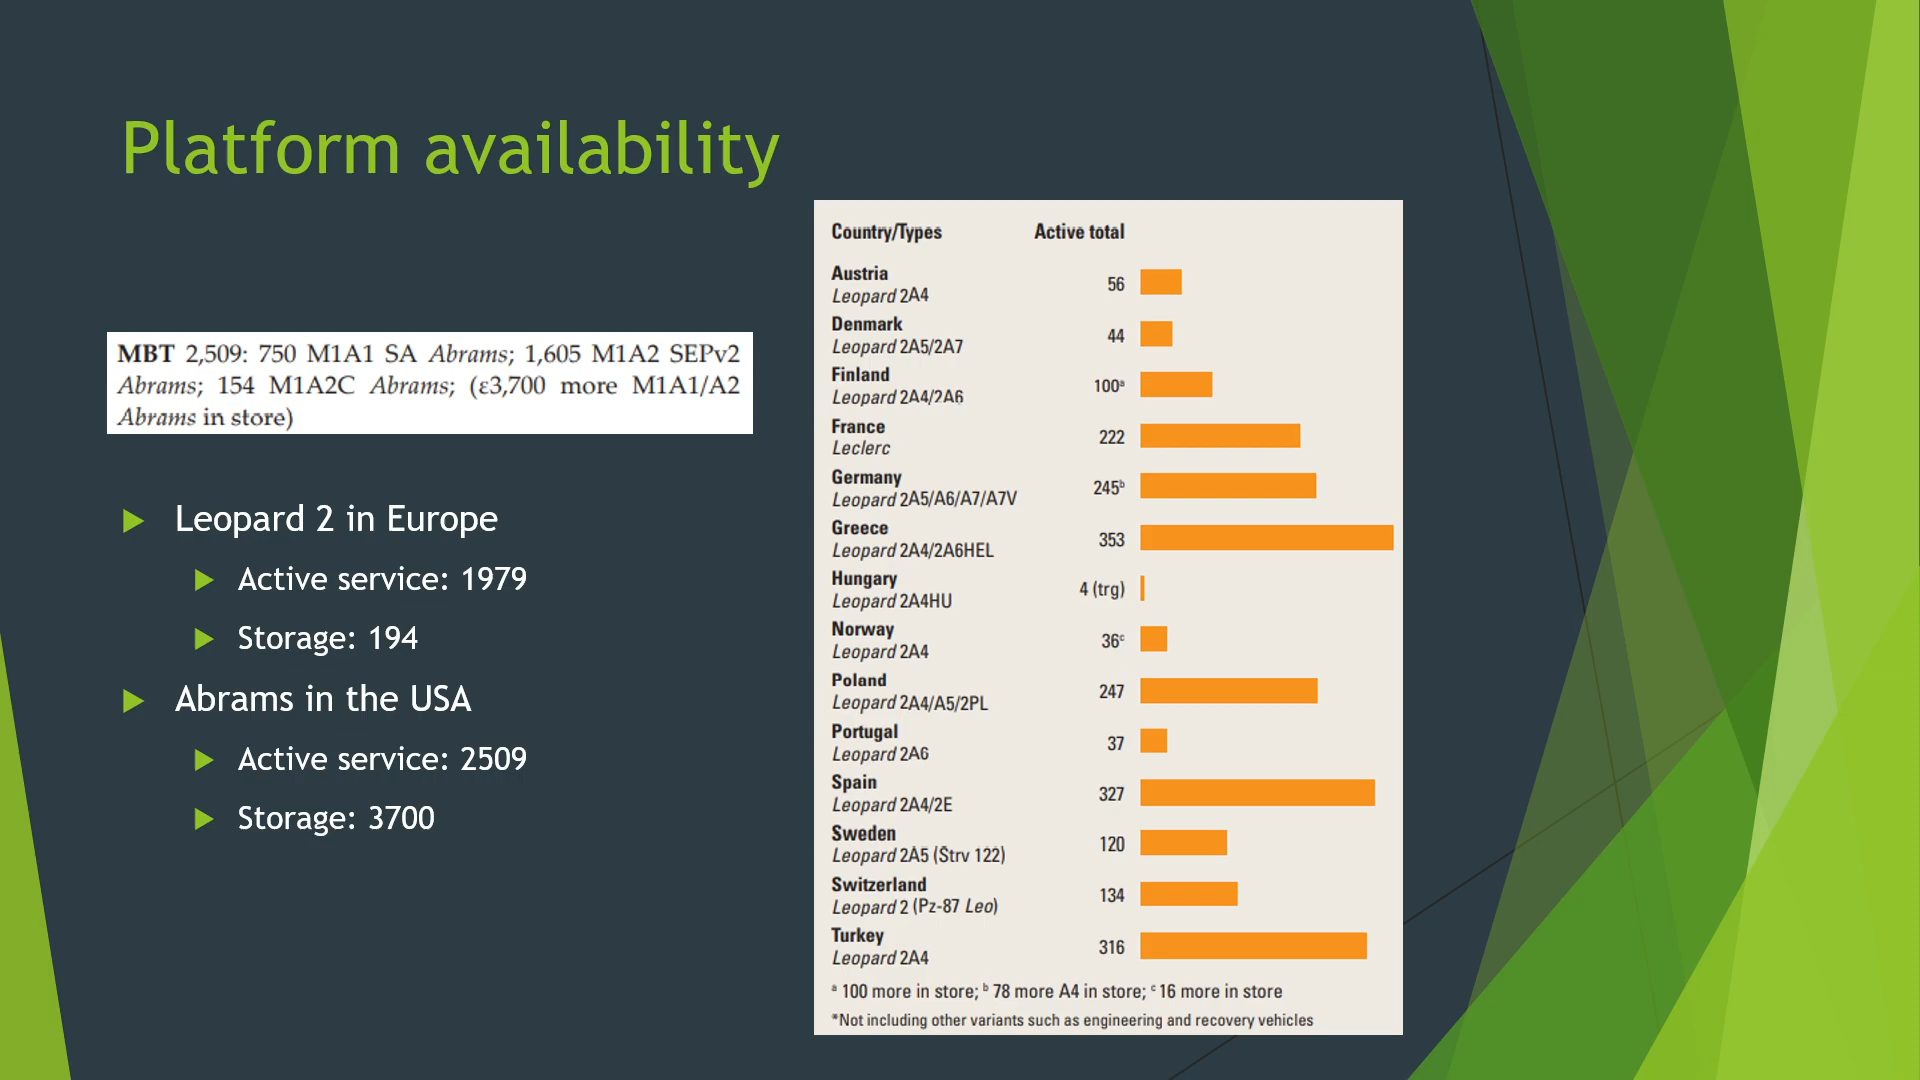 Platform availability
MBT 2,509: 750 M1A1 SA Abrams; 1,605 M1A2 SEPv2
Abrams; 154 M1A2C Abrams; (ε3,700 more M1A1/A2
Abrams in store)
Leopard 2 in Europe
Active service: 1979
Storage: 194
Abrams in the USA
Active service: 2509
Storage: 3700
Country/Types Active total
Austria
Leopard 2A4 56
Denmark
Leopard 2A5/2A7 44
Finland
Leopard 2A4/2A6 100ᵃ
France
Leclerc 222
Germany
Leopard 2A5/A6/A7/A7V 245ᵇ
Greece
Leopard 2A4/2A6HEL 353
Hungary
Leopard 2A4HU 4 (trg)
Norway
Leopard 2A4 36ᶜ
Poland
Leopard 2A4/A5/2PL 247
Portugal
Leopard 2A6 37
Spain
Leopard 2A4/2E 327
Sweden
Leopard 2A5 (Strv 122) 120
Switzerland
Leopard 2 (Pz-87 Leo) 134
Turkey
Leopard 2A4 316
ᵃ 100 more in store; ᵇ 78 more A4 in store; ᶜ 16 more in store
*Not including other variants such as engineering and recovery vehicles